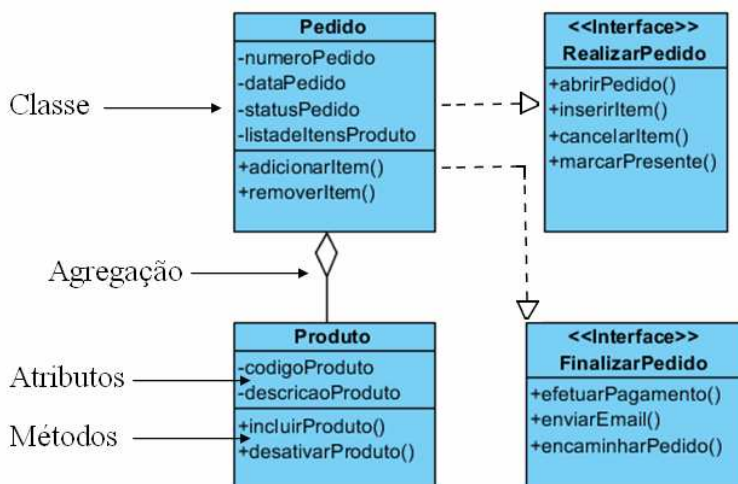 Pedido
-numeroPedido
-dataPedido
-statusPedido
-listadeItensProduto
+adicionarItem()
+removerItem()
<<Interface>>
RealizarPedido
+abrirPedido()
+inserirItem()
+cancelarItem()
+marcarPresente()
Classe
Agregação
Produto
-codigoProduto
-descricaoProduto
+incluirProduto()
+desativarProduto()
Atributos
Métodos
<<Interface>>
FinalizarPedido
+efetuarPagamento()
+enviarEmail()
+encaminharPedido()